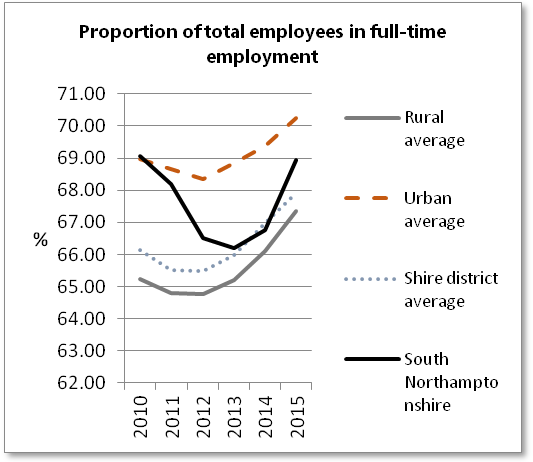 Proportion of total employees in full-time
employment
71.00
70.00
69.00
68.00
67.00
66.00
65.00
64.00
63.00
62.00
%
2010
2011
2012
2013
2014
2015
Rural
average
Urban
average
Shire district
average
South
Northampto
nshire